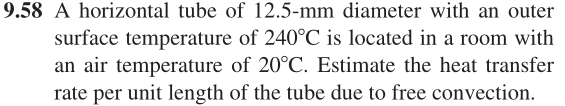 9.58 A horizontal tube of 12.5-mm diameter with an outer
surface temperature of 240°C is located in a room with
an air temperature of 20°C. Estimate the heat transfer
rate per unit length of the tube due to free convection.